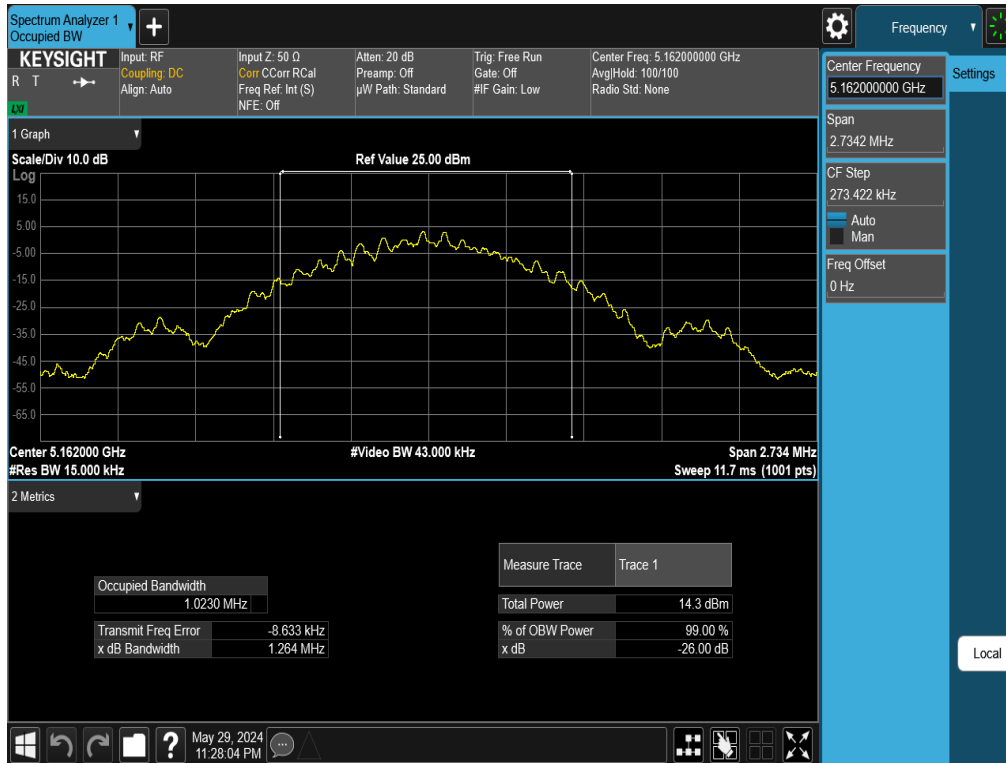 Spectrum Analyzer 1
Occupied BW
+
Frequency
KEYSIGHT
R T
LXI
Input: RF
Coupling: DC
Align: Auto
Input Z: 50 Ω
Corr CCorr RCal
Freq Ref: Int (S)
NFE: Off
Atten: 20 dB
Preamp: Off
µW Path: Standard
Trig: Free Run
Gate: Off
#IF Gain: Low
Center Freq: 5.162000000 GHz
Avg|Hold: 100/100
Radio Std: None
Center Frequency
5.162000000 GHz
Settings
Span
2.7342 MHz
CF Step
273.422 kHz
Auto
Man
Freq Offset
0 Hz
Local
1 Graph
Scale/Div 10.0 dB
Ref Value 25.00 dBm
Log
15.0
5.00
-5.00
-15.0
-25.0
-35.0
-45.0
-55.0
-65.0
Center 5.162000 GHz
#Video BW 43.000 kHz
Span 2.734 MHz
#Res BW 15.000 kHz
Sweep 11.7 ms (1001 pts)
2 Metrics
Occupied Bandwidth
1.0230 MHz
Transmit Freq Error -8.633 kHz
x dB Bandwidth 1.264 MHz
Measure Trace Trace 1
Total Power 14.3 dBm
% of OBW Power 99.00 %
x dB -26.00 dB
?
May 29, 2024
11:28:04 PM